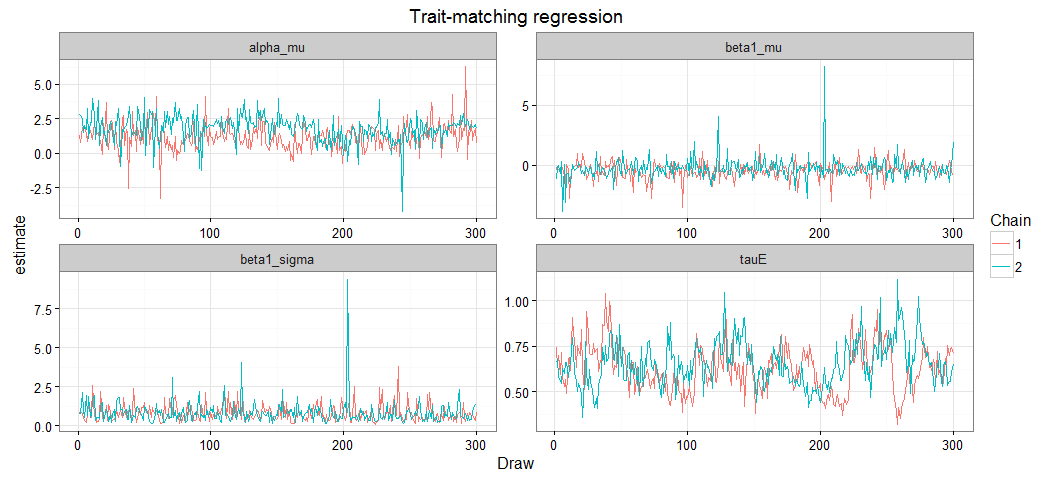 Trait-matching regression
alpha_mu
beta1_mu
5.0
2.5
0.0
-2.5
5
0
0 100 200 300
0 100 200 300
estimate
beta1_sigma
tauE
7.5
5.0
2.5
0.0
1.00
0.75
0.50
0 100 200 300
0 100 200 300
Draw
Chain
1
2